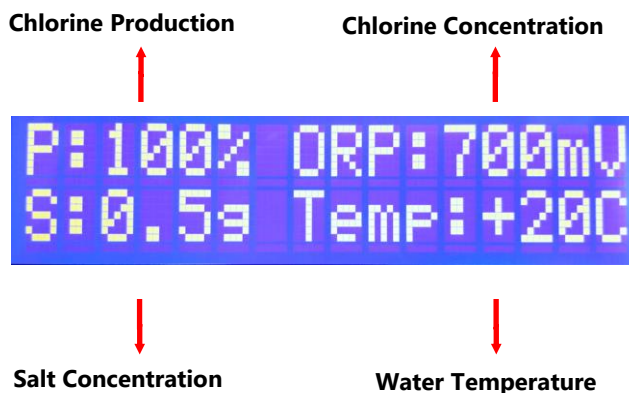 Chlorine Production
Chlorine Concentration
P:100% ORP:700mV
S:0.5g Temp:+20C
Salt Concentration
Water Temperature